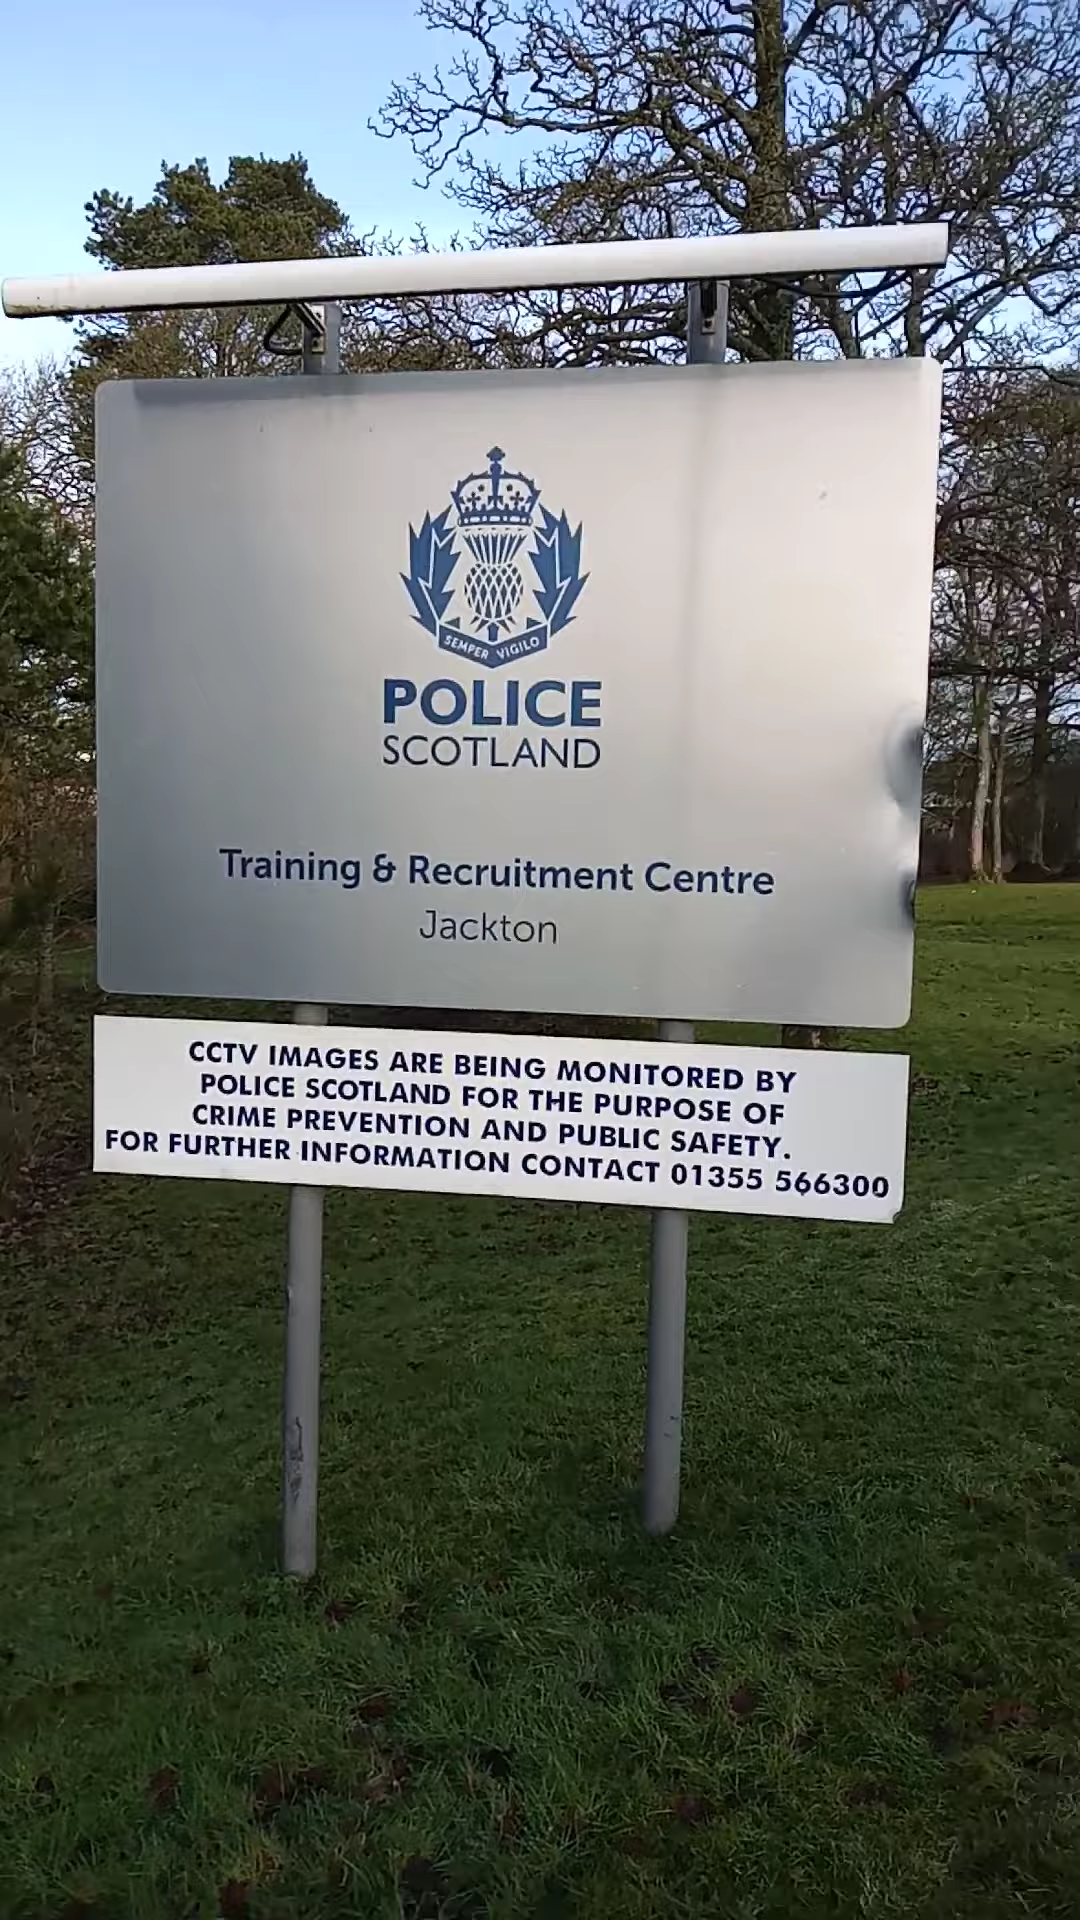 SEMPER VIGILO
POLICE
SCOTLAND
Training & Recruitment Centre
Jackton
CCTV IMAGES ARE BEING MONITORED BY
POLICE SCOTLAND FOR THE PURPOSE OF
CRIME PREVENTION AND PUBLIC SAFETY.
FOR FURTHER INFORMATION CONTACT 01355 566300